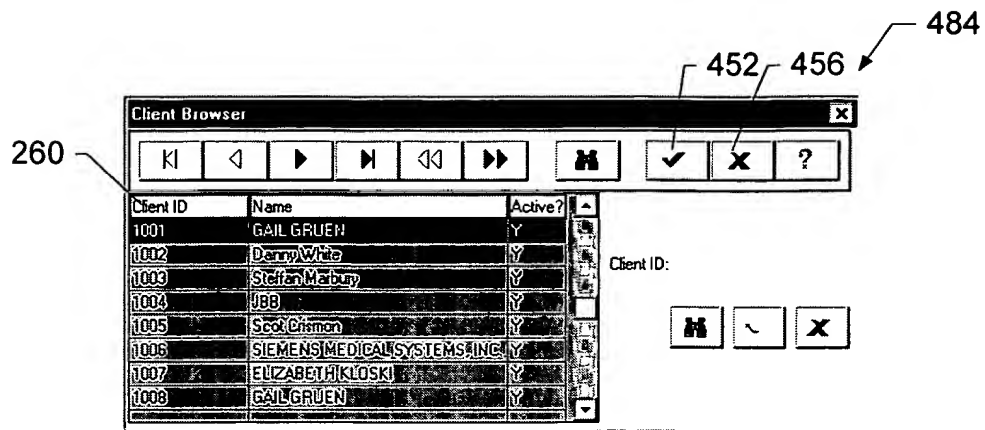 484
452 456
Client Browser
260
?
Client ID Name Active?
1001 GAIL GRUEN Y
1002 Danny White Y
1003 Steffan Marbury Y
1004 JBB Y
1005 Scot Crismon Y
1006 SIEMENS MEDICAL SYSTEMS, INC. Y
1007 ELIZABETH KLOSKI Y
1008 GAIL GRUEN Y
Client ID: